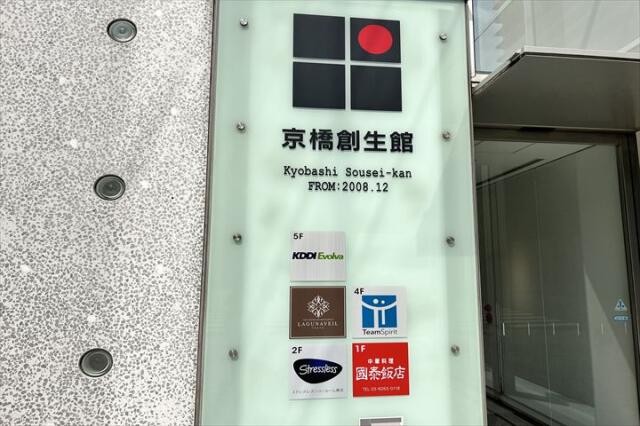 京橋創生館
Kyobashi Sousei-kan
FROM:2008.12
5F
KDDI Evolva
LAGUNAVEIL
4F
TeamSpirit
2F
Stressless
1F
中華料理
國泰飯店